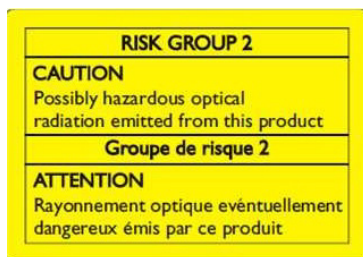 RISK GROUP 2
CAUTION
Possibly hazardous optical
radiation emitted from this product
Groupe de risque 2
ATTENTION
Rayonnement optique evéntuellement
dangereux émis par ce produit